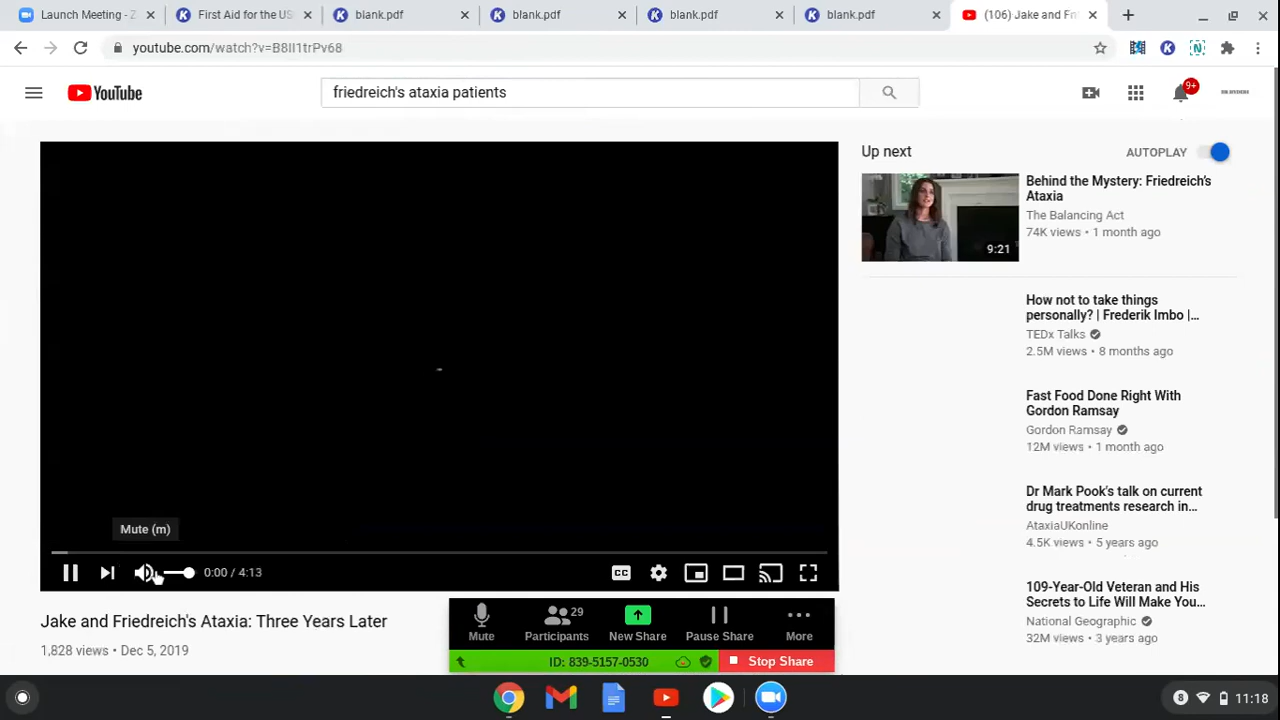 Launch Meeting - Z
First Aid for the US
blank.pdf
blank.pdf
blank.pdf
blank.pdf
(106) Jake and Fri
youtube.com/watch?v=B8II1trPv68
YouTube
friedreich's ataxia patients
9+
Up next
AUTOPLAY
Behind the Mystery: Friedreich's
Ataxia
The Balancing Act
74K views • 1 month ago
9:21
How not to take things
personally? | Frederik Imbo |...
TEDx Talks
2.5M views • 8 months ago
Fast Food Done Right With
Gordon Ramsay
Gordon Ramsay
12M views • 1 month ago
Dr Mark Pook's talk on current
drug treatments research in...
AtaxiaUKonline
4.5K views • 5 years ago
109-Year-Old Veteran and His
Secrets to Life Will Make You...
National Geographic
32M views • 3 years ago
Mute (m)
0:00 / 4:13
CC
Jake and Friedreich's Ataxia: Three Years Later
1,828 views • Dec 5, 2019
29
Mute
Participants
New Share
Pause Share
More
ID: 839-5157-0530
Stop Share
8
11:18